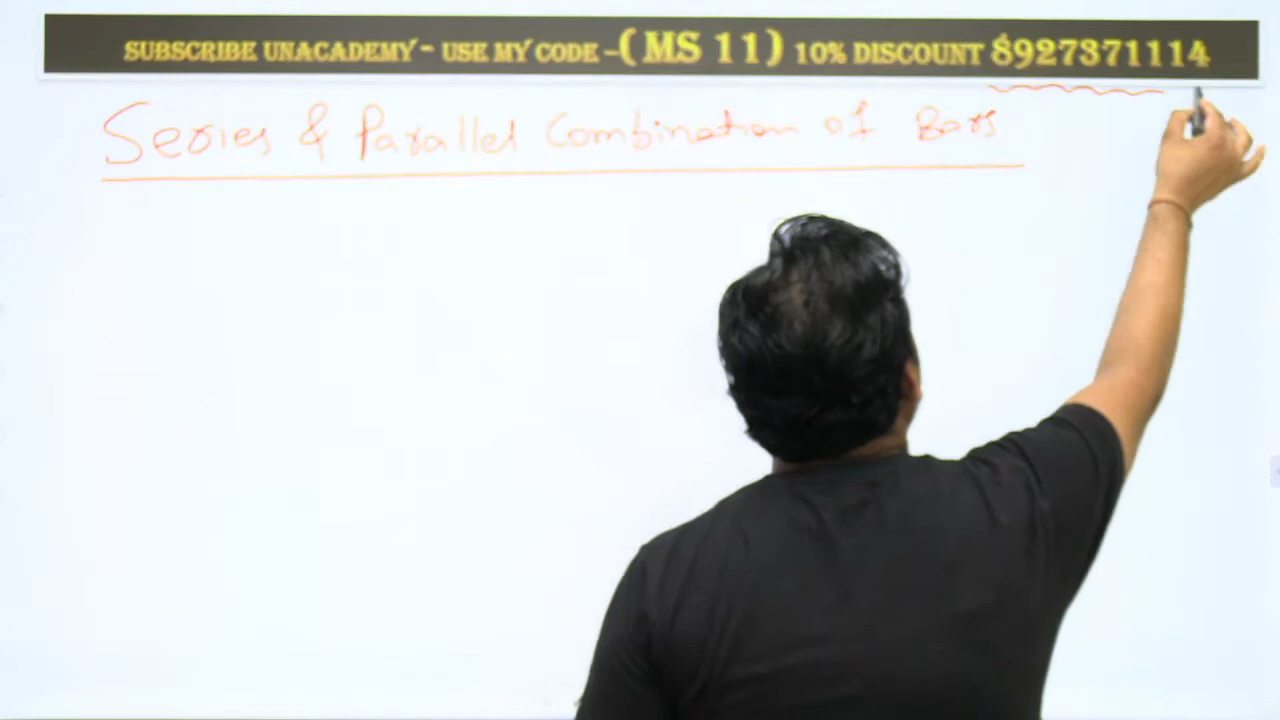 SUBSCRIBE UNACADEMY - USE MY CODE -( MS 11) 10% DISCOUNT 8927371114
Series & Parallel Combination of Bars